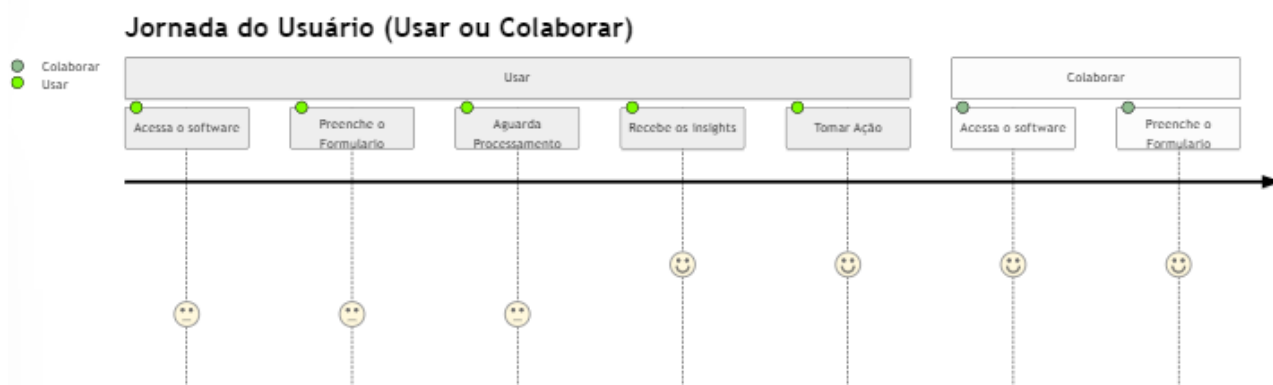 Jornada do Usuário (Usar ou Colaborar)
Colaborar
Usar
Usar
Colaborar
Acessa o software
Preenche o
Formulario
Aguarda
Processamento
Recebe os Insights
Tomar Ação
Acessa o software
Preenche o
Formulario